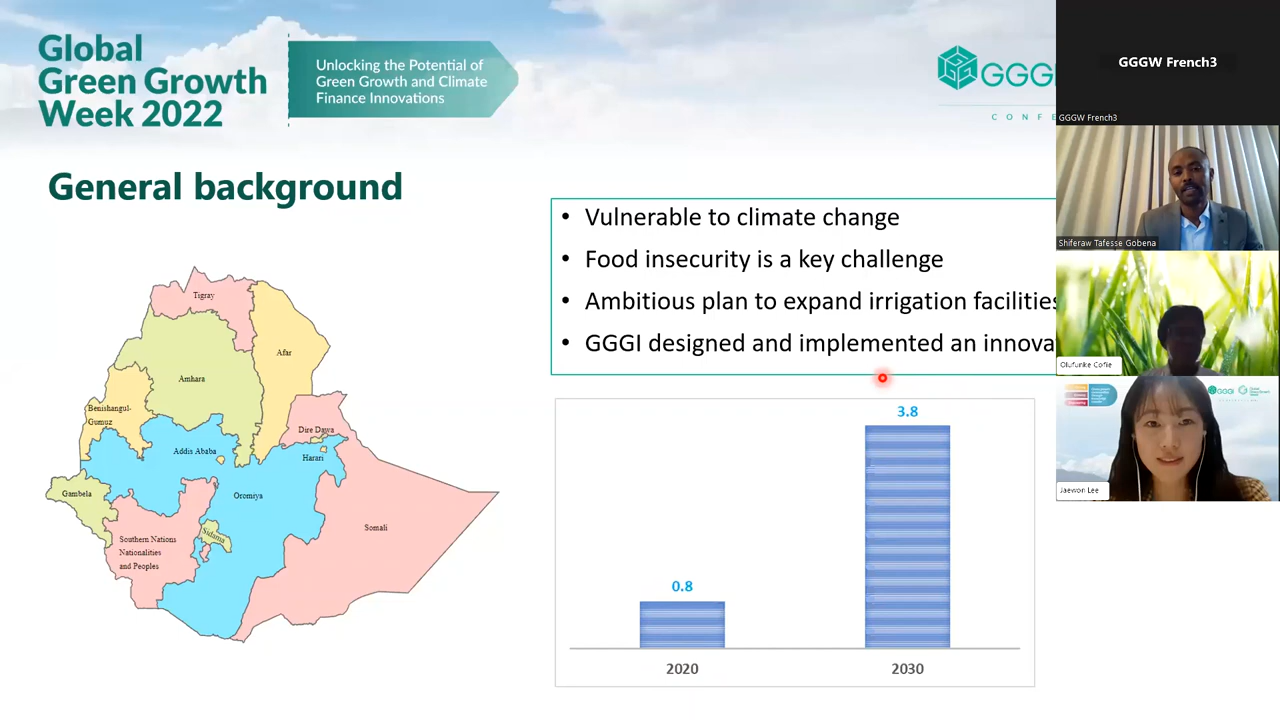 Global
Green Growth
Week 2022
Unlocking the Potential of
Green Growth and Climate
Finance Innovations
GGGI
C O N F E
General background
• Vulnerable to climate change
• Food insecurity is a key challenge
• Ambitious plan to expand irrigation facilities
• GGGI designed and implemented an innova
Tigray
Afar
Amhara
Benishangul-
Gumuz
Dire Dawa
Addis Ababa
Harari
Gambela
Oromiya
Somali
Sidama
Southern Nations
Nationalities
and Peoples
0.8
3.8
2020
2030
GGGW French3
GGGW French3
Shiferaw Tafesse Gobena
Olufunke Cofie
GGGI
Jaewon Lee